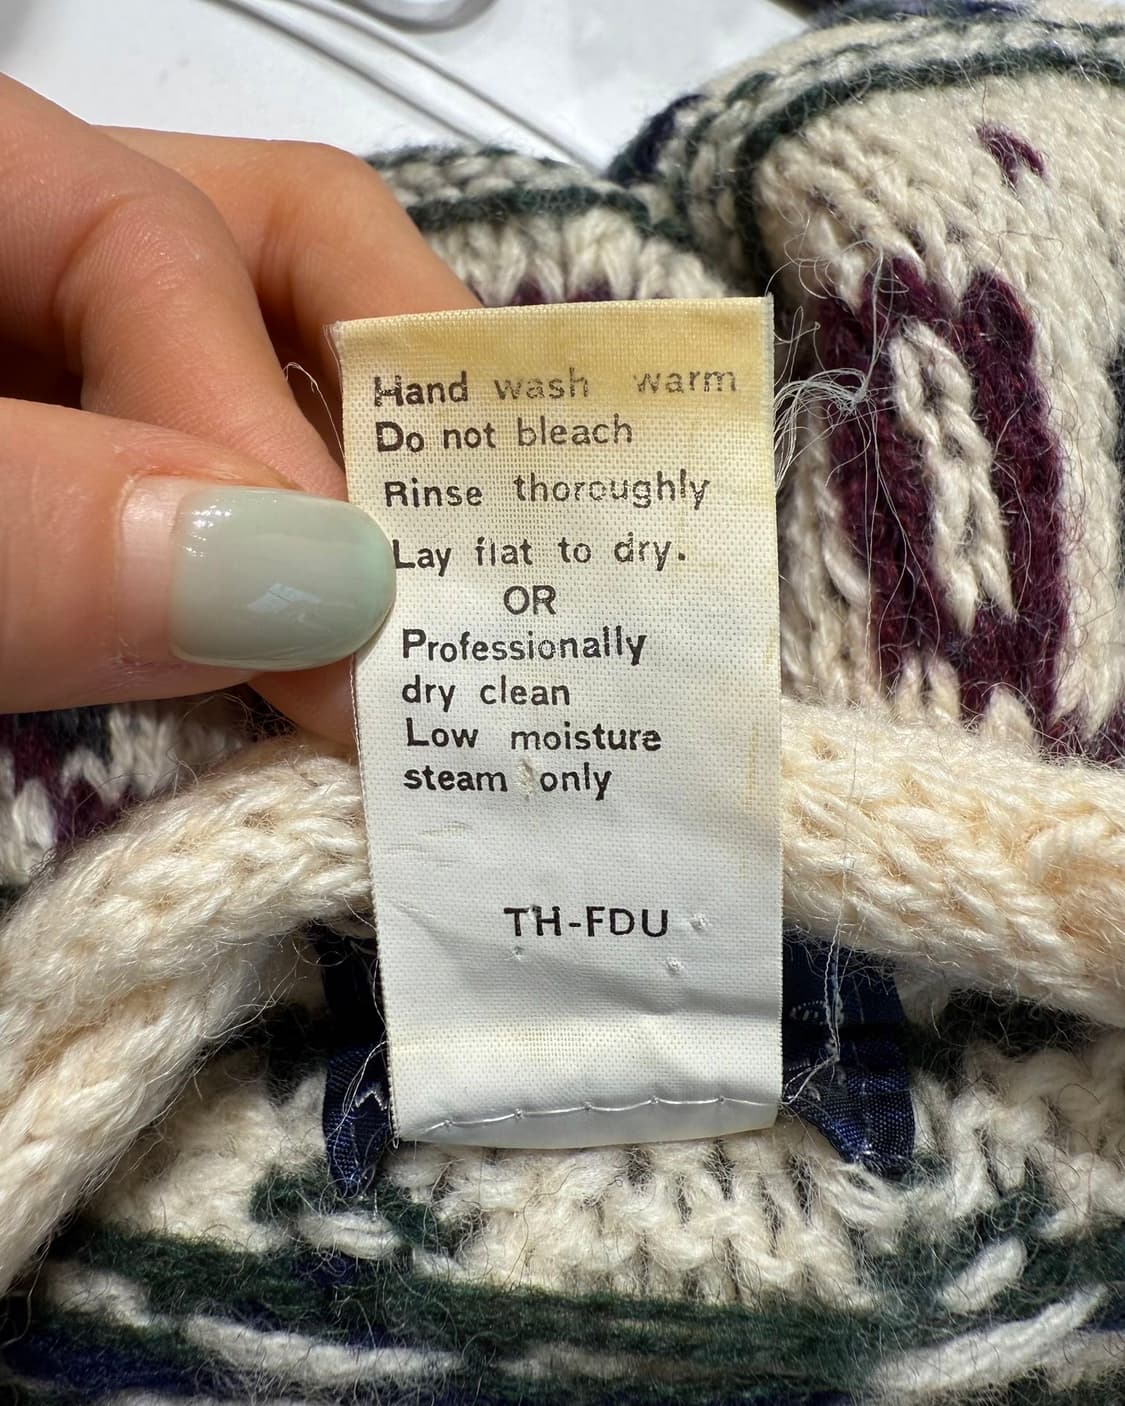 Hand wash warm
Do not bleach
Rinse thoroughly
Lay flat to dry.
OR
Professionally
dry clean
Low moisture
steam only
TH-FDU